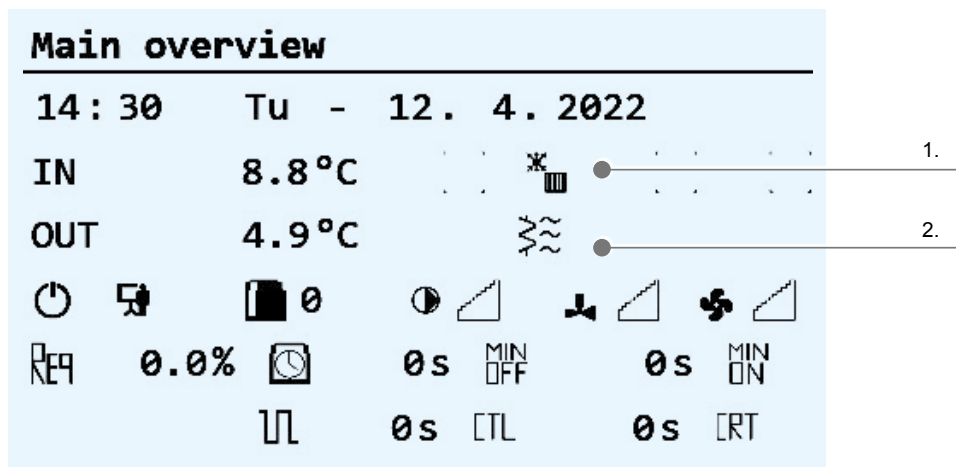 Main overview
14:30 Tu - 12. 4.2022
IN 8.8°C 1.
OUT 4.9°C 2.
0
REQ 0.0% 0s MIN OFF 0s MIN ON
0s CTL 0s CRT